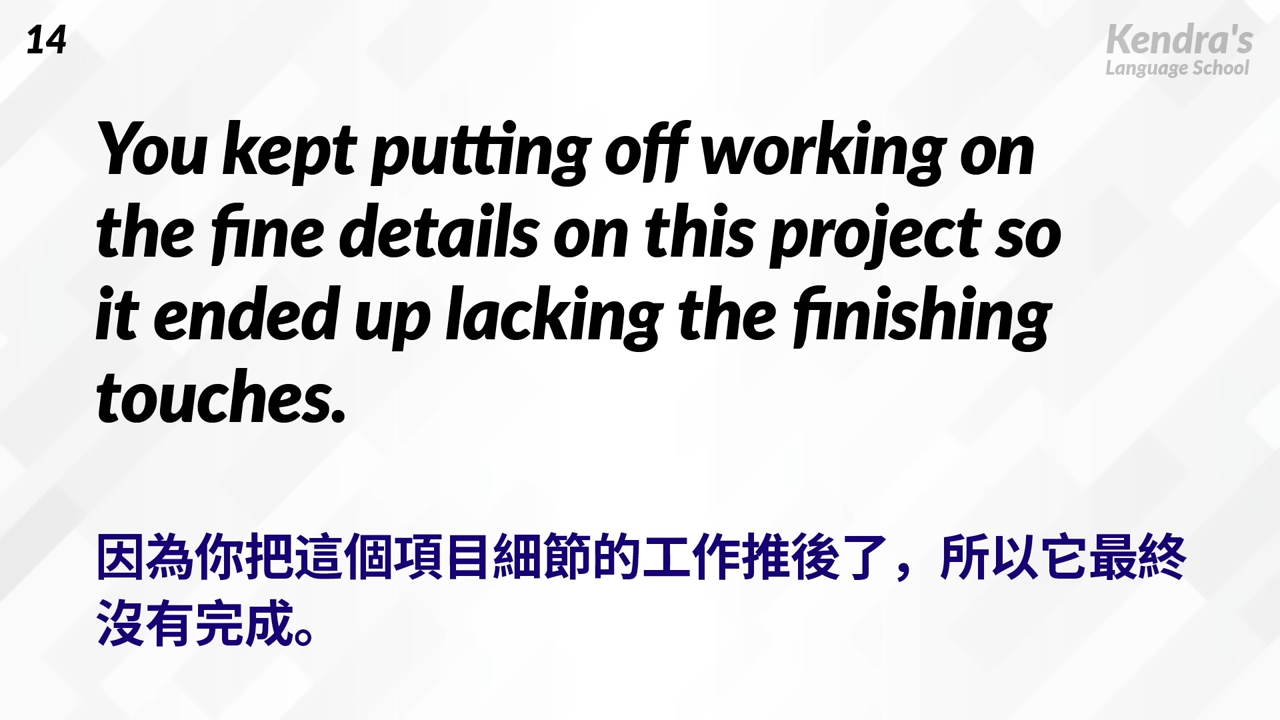 14
Kendra's
Language School
You kept putting off working on
the fine details on this project so
it ended up lacking the finishing
touches.
因為你把這個項目細節的工作推後了，所以它最終
沒有完成。